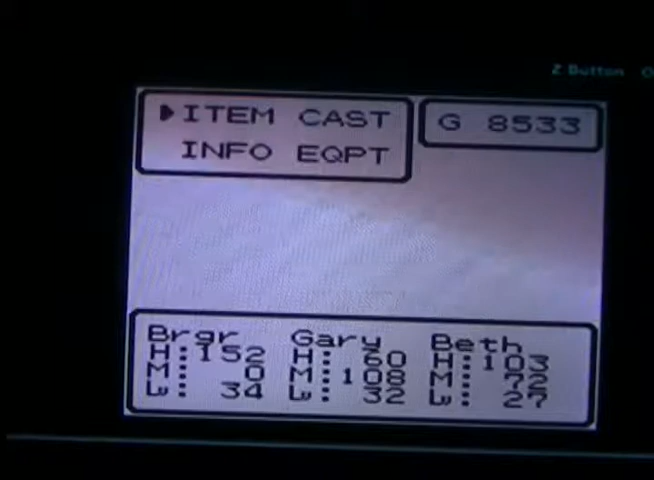 Z Button
ITEM CAST
INFO EQPT
G 8533
Brgr Gary Beth
H: 152 H: 60 H: 103
M: 0 M: 108 M: 72
L: 34 L: 32 L: 27